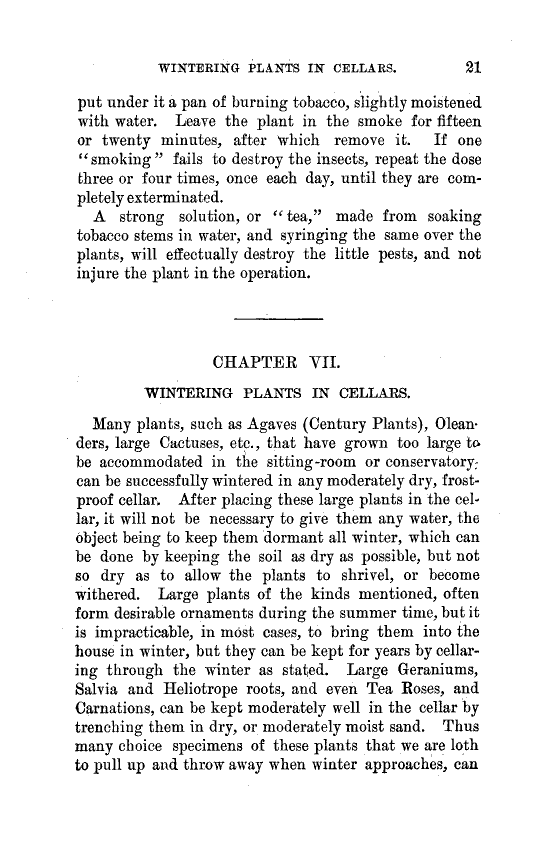 WINTERING PLANTS IN CELLARS. 21
put under it a pan of burning tobacco, slightly moistened
with water. Leave the plant in the smoke for fifteen
or twenty minutes, after which remove it. If one
“smoking” fails to destroy the insects, repeat the dose
three or four times, once each day, until they are com-
pletely exterminated.
A strong solution, or “tea,” made from soaking
tobacco stems in water, and syringing the same over the
plants, will effectually destroy the little pests, and not
injure the plant in the operation.
CHAPTER VII.
WINTERING PLANTS IN CELLARS.
Many plants, such as Agaves (Century Plants), Olean-
ders, large Cactuses, etc., that have grown too large to
be accommodated in the sitting-room or conservatory,
can be successfully wintered in any moderately dry, frost-
proof cellar. After placing these large plants in the cel-
lar, it will not be necessary to give them any water, the
object being to keep them dormant all winter, which can
be done by keeping the soil as dry as possible, but not
so dry as to allow the plants to shrivel, or become
withered. Large plants of the kinds mentioned, often
form desirable ornaments during the summer time, but it
is impracticable, in most cases, to bring them into the
house in winter, but they can be kept for years by cellar-
ing through the winter as stated. Large Geraniums,
Salvia and Heliotrope roots, and even Tea Roses, and
Carnations, can be kept moderately well in the cellar by
trenching them in dry, or moderately moist sand. Thus
many choice specimens of these plants that we are loth
to pull up and throw away when winter approaches, can